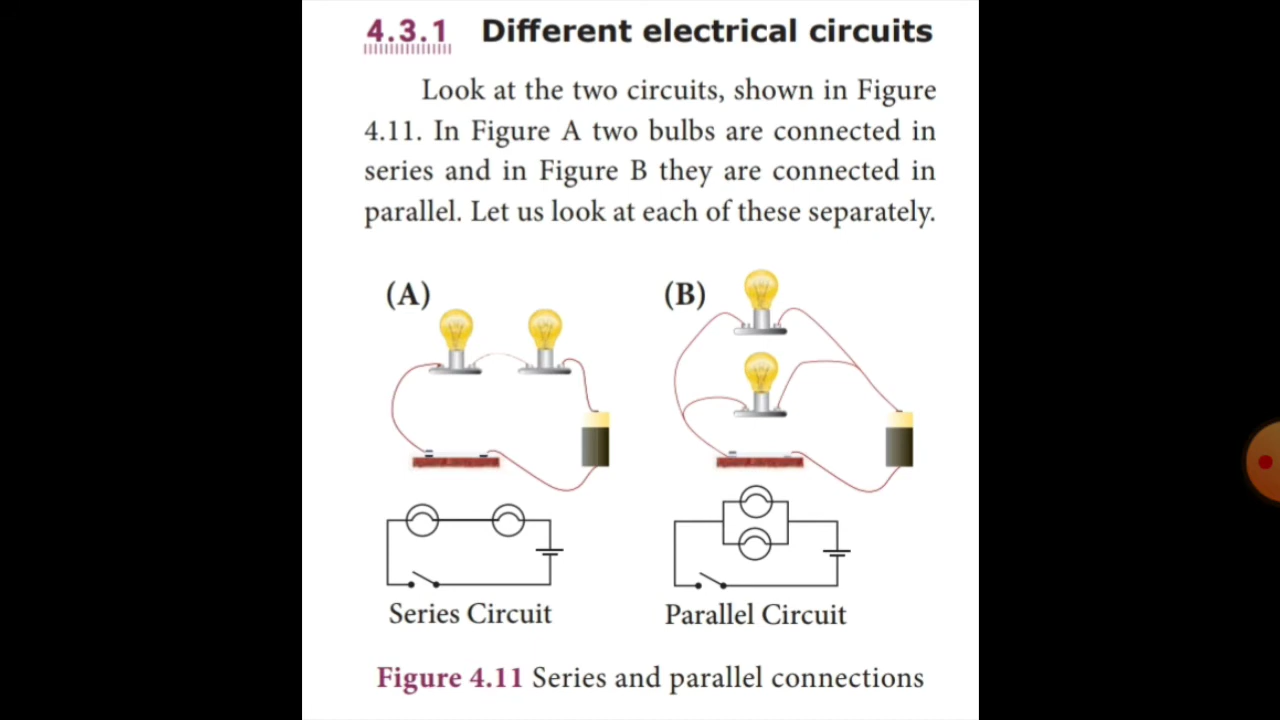 4.3.1 Different electrical circuits
Look at the two circuits, shown in Figure
4.11. In Figure A two bulbs are connected in
series and in Figure B they are connected in
parallel. Let us look at each of these separately.
(A)
(B)
Series Circuit
Parallel Circuit
Figure 4.11 Series and parallel connections